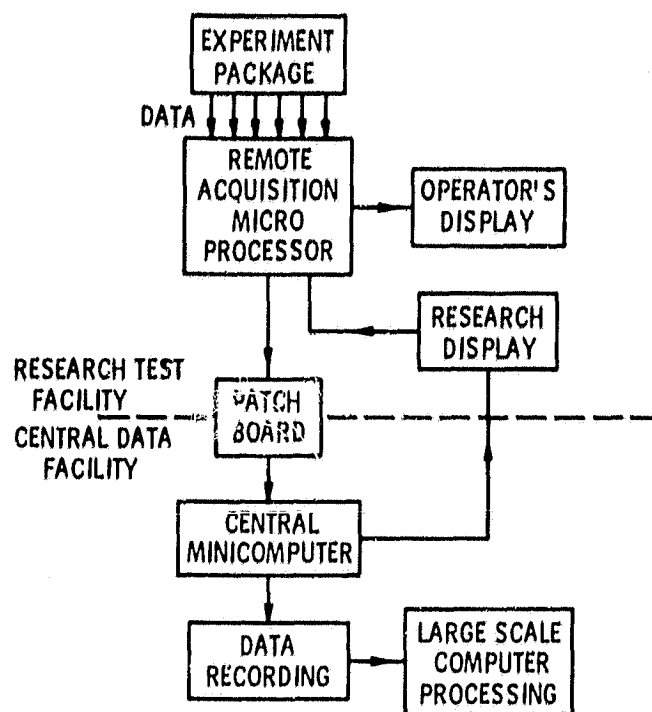 EXPERIMENT
PACKAGE
DATA
REMOTE
ACQUISITION
MICRO
PROCESSOR
OPERATOR'S
DISPLAY
RESEARCH
DISPLAY
RESEARCH TEST
FACILITY
PATCH
BOARD
CENTRAL DATA
FACILITY
CENTRAL
MINICOMPUTER
DATA
RECORDING
LARGE SCALE
COMPUTER
PROCESSING